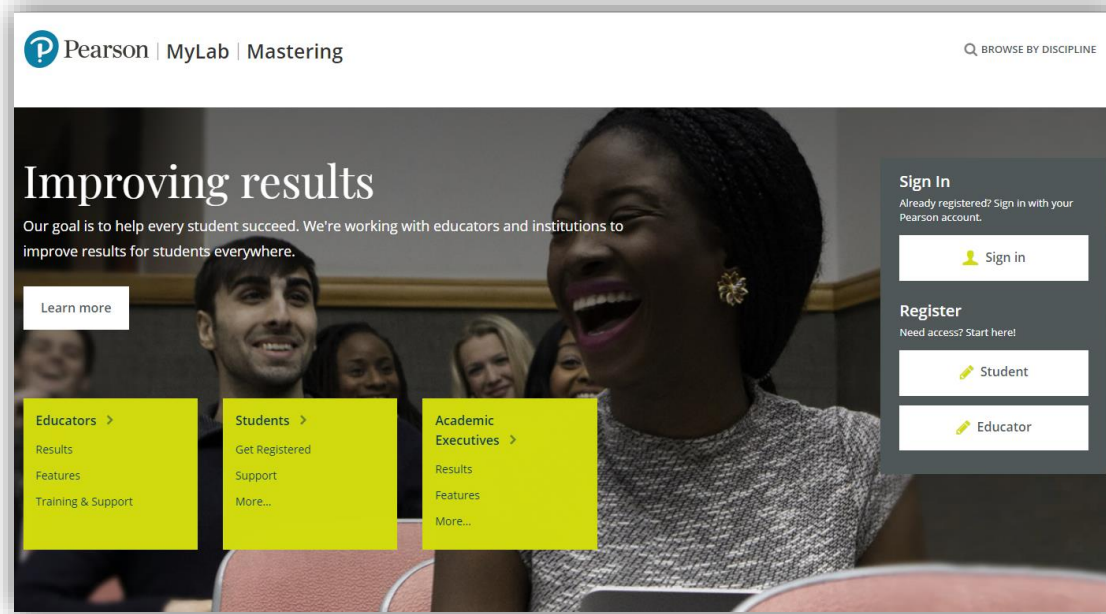 Pearson | MyLab | Mastering
BROWSE BY DISCIPLINE
Improving results
Our goal is to help every student succeed. We're working with educators and institutions to
improve results for students everywhere.
Learn more
Sign In
Already registered? Sign in with your
Pearson account.
Sign in
Register
Need access? Start here!
Student
Educator
Educators >
Results
Features
Training & Support
Students >
Get Registered
Support
More...
Academic
Executives >
Results
Features
More...